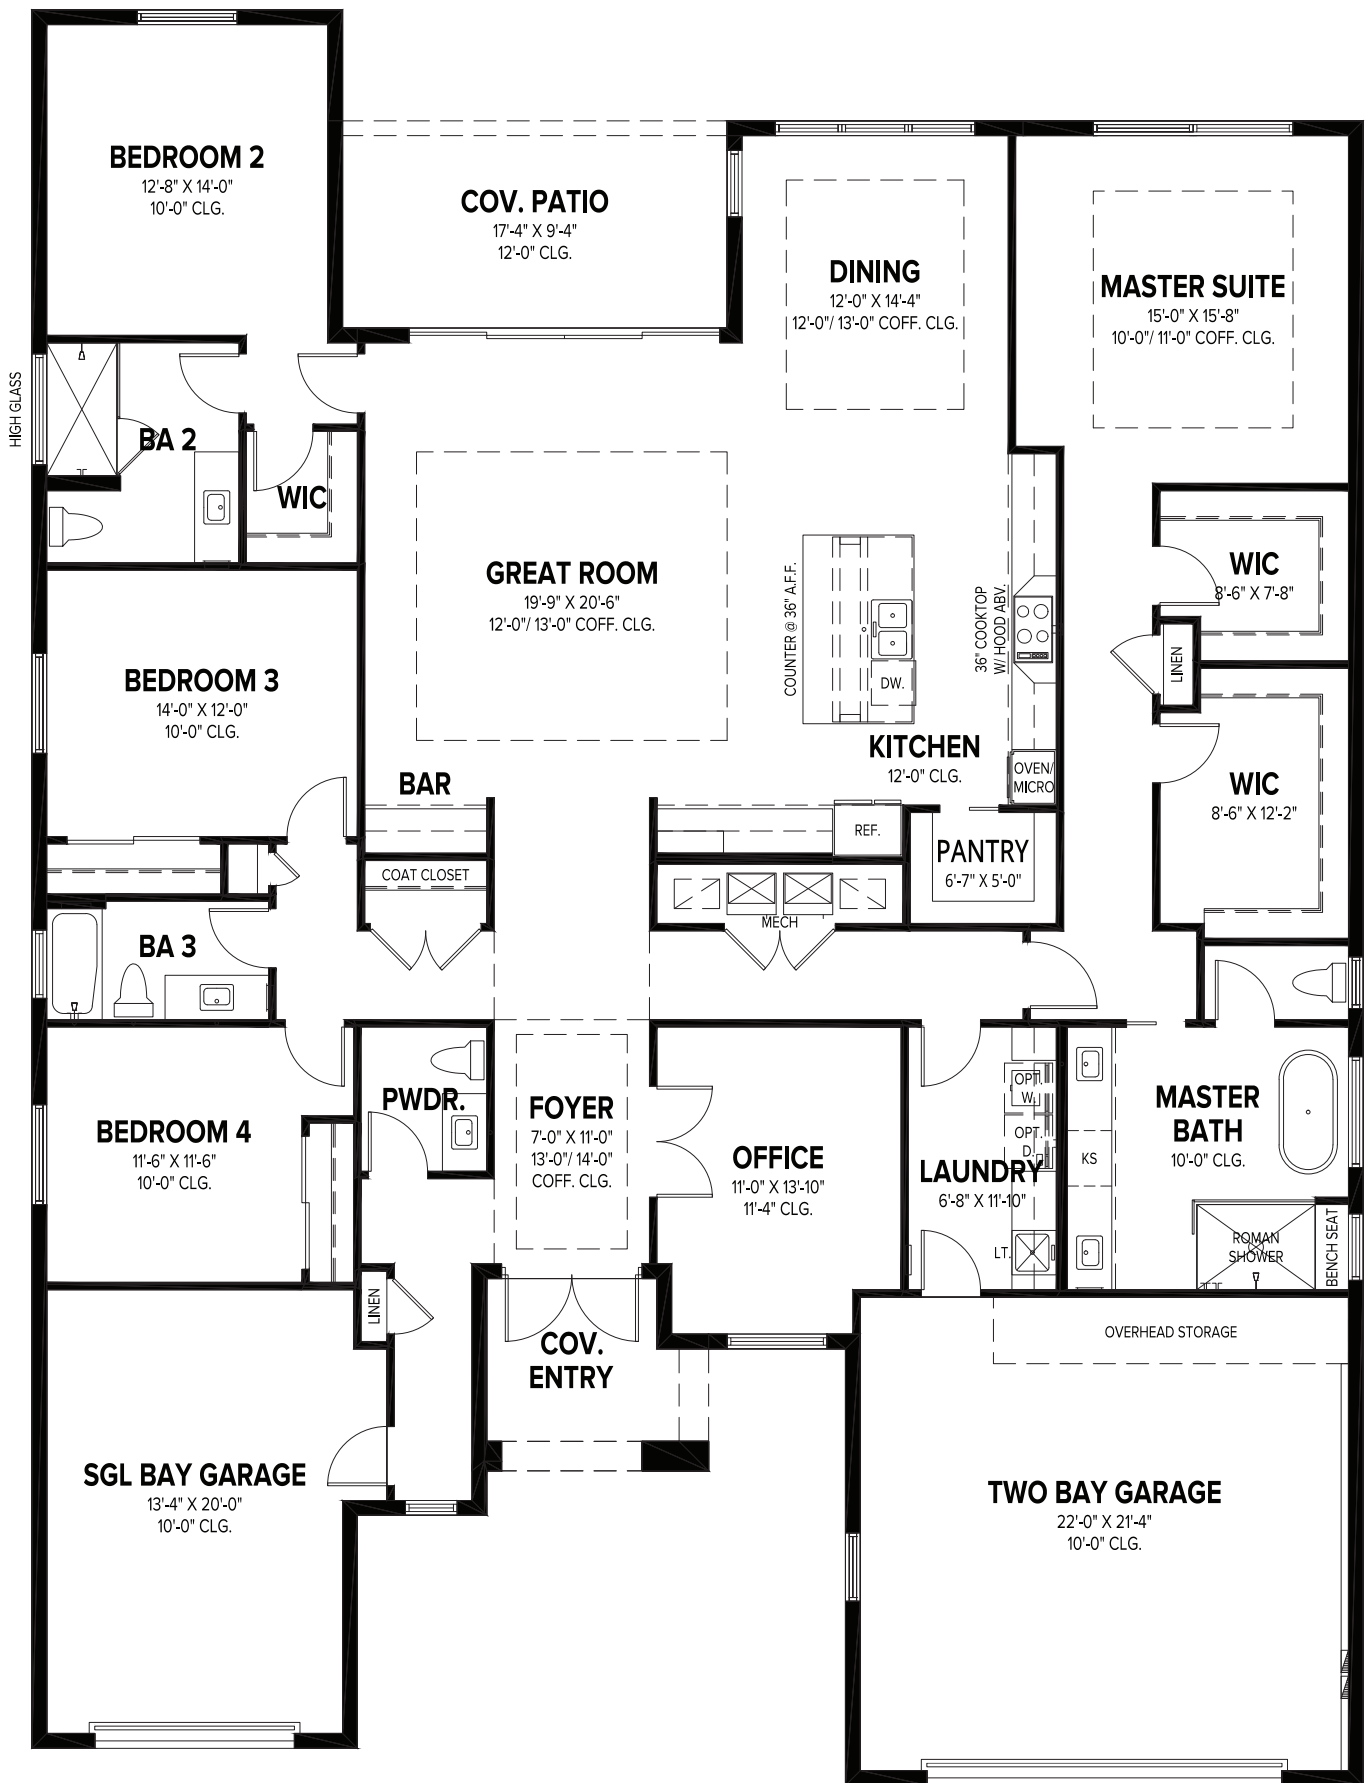 BEDROOM 2
12'-8" X 14'-0"
10'-0" CLG.
COV. PATIO
17'-4" X 9'-4"
12'-0" CLG.
DINING
12'-0" X 14'-4"
12'-0"/ 13'-0" COFF. CLG.
MASTER SUITE
15'-0" X 15'-8"
10'-0"/ 11'-0" COFF. CLG.
HIGH GLASS
BA 2
WIC
GREAT ROOM
19'-9" X 20'-6"
12'-0"/ 13'-0" COFF. CLG.
COUNTER @ 36" A.F.F.
DW.
36" COOKTOP
W/ HOOD ABV.
WIC
8'-6" X 7'-8"
LINEN
BEDROOM 3
14'-0" X 12'-0"
10'-0" CLG.
KITCHEN
12'-0" CLG.
OVEN/
MICRO
WIC
8'-6" X 12'-2"
BAR
REF.
PANTRY
6'-7" X 5'-0"
COAT CLOSET
MECH
BA 3
PWDR.
FOYER
7'-0" X 11'-0"
13'-0"/ 14'-0"
COFF. CLG.
BEDROOM 4
11'-6" X 11'-6"
10'-0" CLG.
OFFICE
11'-0" X 13'-10"
11'-4" CLG.
OPT.
W.
OPT.
D.
LAUNDRY
6'-8" X 11'-10"
LT.
KS
MASTER
BATH
10'-0" CLG.
ROMAN
SHOWER
BENCH SEAT
LINEN
COV.
ENTRY
OVERHEAD STORAGE
SGL BAY GARAGE
13'-4" X 20'-0"
10'-0" CLG.
TWO BAY GARAGE
22'-0" X 21'-4"
10'-0" CLG.